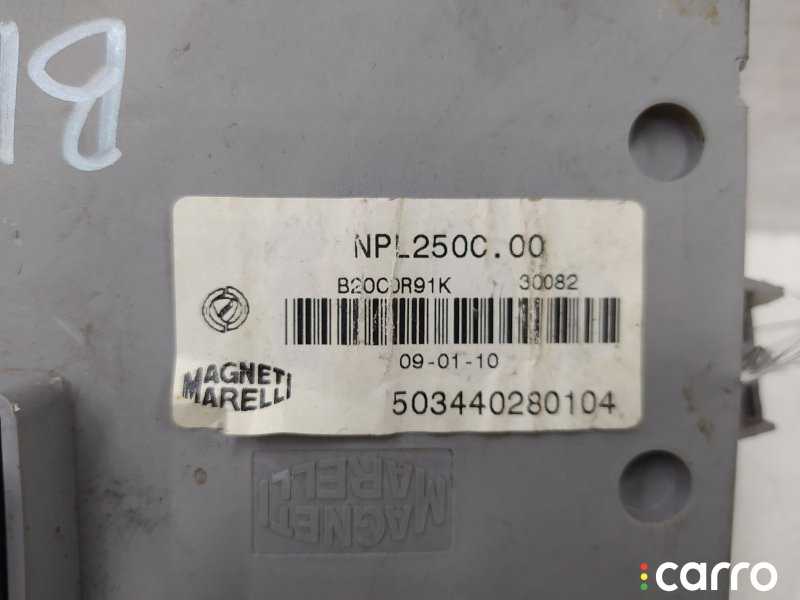 NPL250C.00
B20C0R91K 30082
09-01-10
MAGNETI
MARELLI
503440280104
MAGNETI
MARELLI
carro